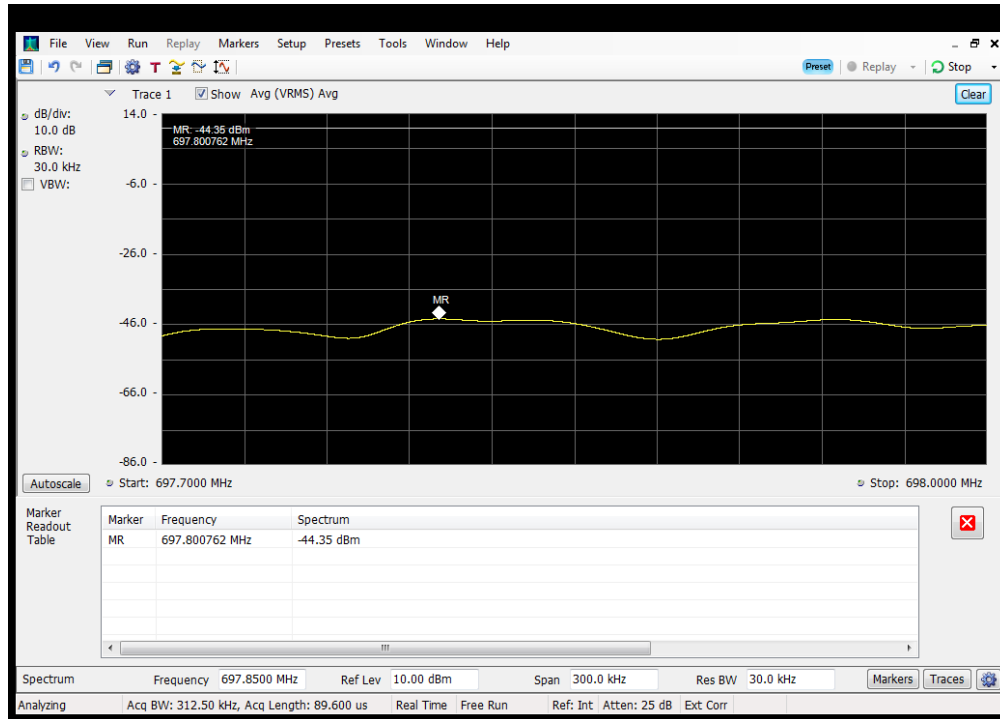 File View Run Replay Markers Setup Presets Tools Window Help
T Preset Replay Stop
Trace 1 Show Avg (VRMS) Avg Clear
dB/div:
10.0 dB
RBW:
30.0 kHz
VBW:
14.0 -
-6.0 -
-26.0 -
-46.0 -
-66.0 -
-86.0 -
MR: -44.35 dBm
697.800762 MHz
MR
Autoscale Start: 697.7000 MHz Stop: 698.0000 MHz
Marker
Readout
Table
Marker Frequency Spectrum
MR 697.800762 MHz -44.35 dBm
Spectrum Frequency 697.8500 MHz Ref Lev 10.00 dBm Span 300.0 kHz Res BW 30.0 kHz Markers Traces
Analyzing Acq BW: 312.50 kHz, Acq Length: 89.600 us Real Time Free Run Ref: Int Atten: 25 dB Ext Corr